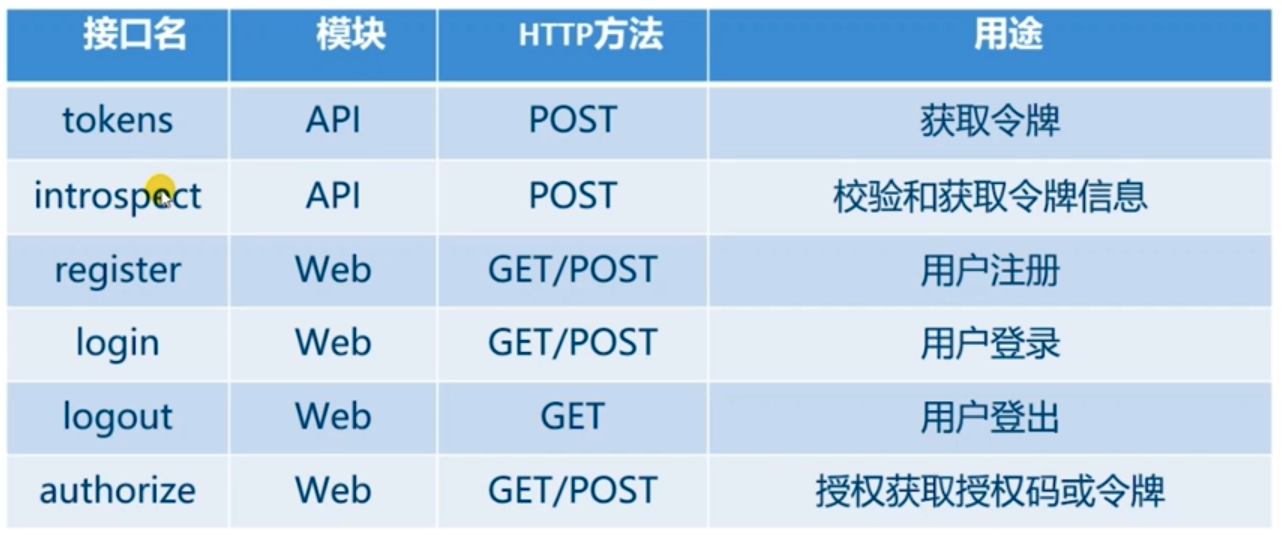 接口名 模块 HTTP方法 用途
tokens API POST 获取令牌
introspect API POST 校验和获取令牌信息
register Web GET/POST 用户注册
login Web GET/POST 用户登录
logout Web GET 用户登出
authorize Web GET/POST 授权获取授权码或令牌